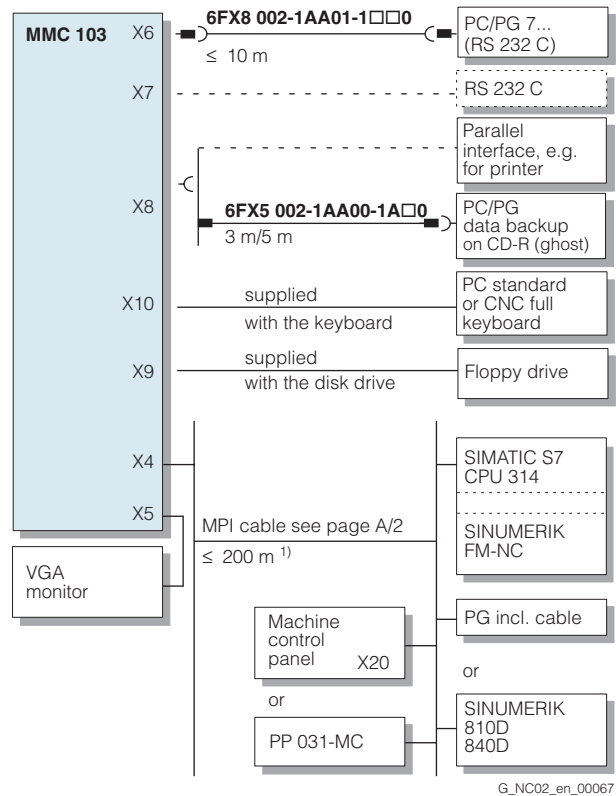 MMC 103
X6
6FX8 002-1AA01-1□□0
≤ 10 m
PC/PG 7...
(RS 232 C)
X7
RS 232 C
Parallel
interface, e.g.
for printer
X8
6FX5 002-1AA00-1A□0
3 m/5 m
PC/PG
data backup
on CD-R (ghost)
X10
supplied
with the keyboard
PC standard
or CNC full
keyboard
X9
supplied
with the disk drive
Floppy drive
X4
SIMATIC S7
CPU 314
X5
MPI cable see page A/2
≤ 200 m 1)
SINUMERIK
FM-NC
VGA
monitor
Machine
control
panel X20
PG incl. cable
or
or
PP 031-MC
SINUMERIK
810D
840D
G_NC02_en_00067